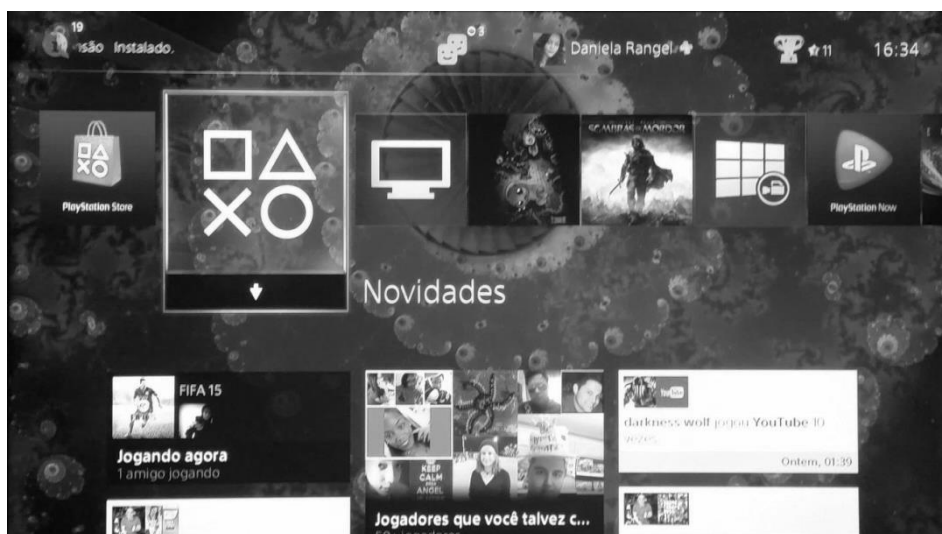 19
nsão Instalado.
3
Daniela Rangel
11
16:34
PlayStation Store
SOMBRAS MORDOR
PlayStation Now
Novidades
FIFA 15
Jogando agora
1 amigo jogando
KEEP
CALM
ANGEL
Jogadores que você talvez c...
YouTube
darkness wolf jogou YouTube 10
vezes.
Ontem, 01:39